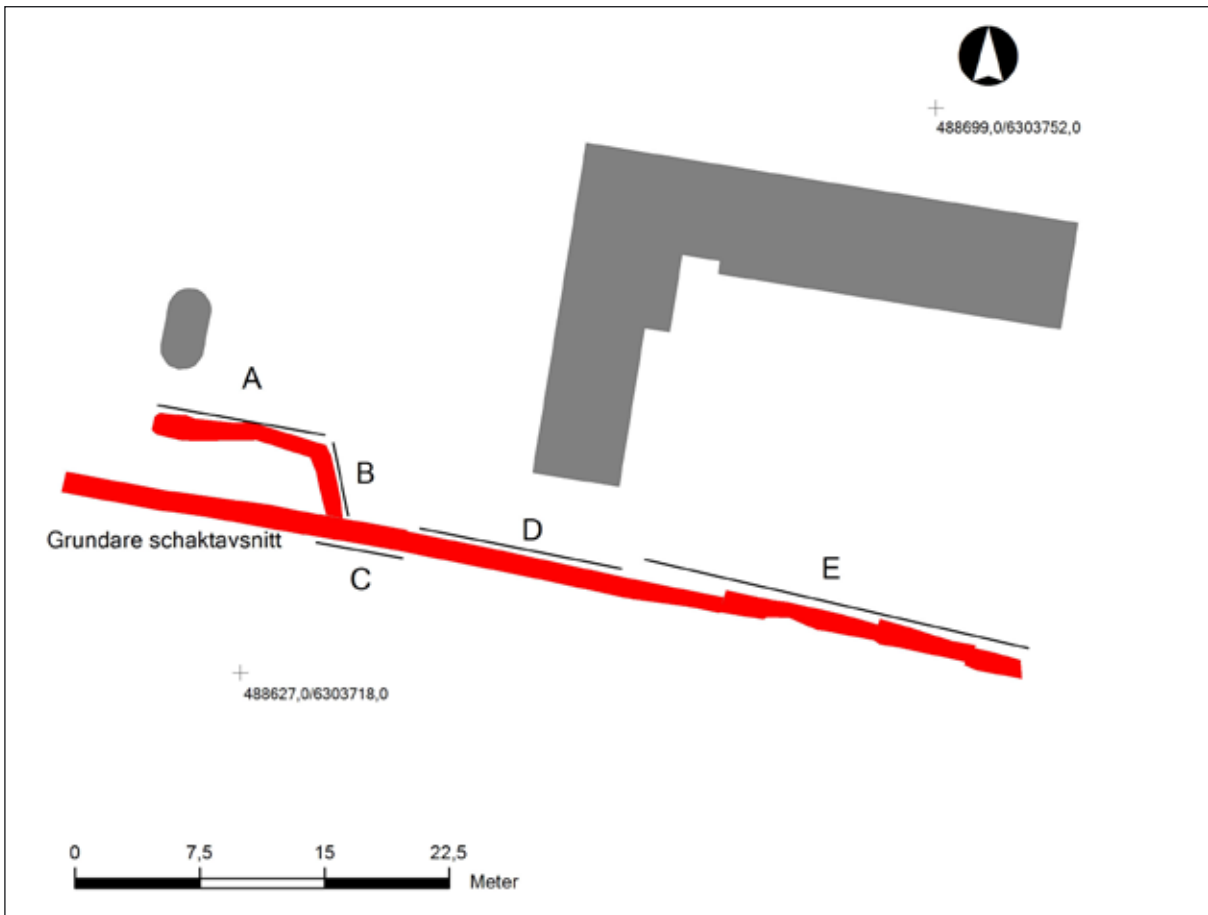 488699,0/6303752,0
A
B
Grundare schaktavsnitt
C
D
E
488627,0/6303718,0
0 7,5 15 22,5
Meter